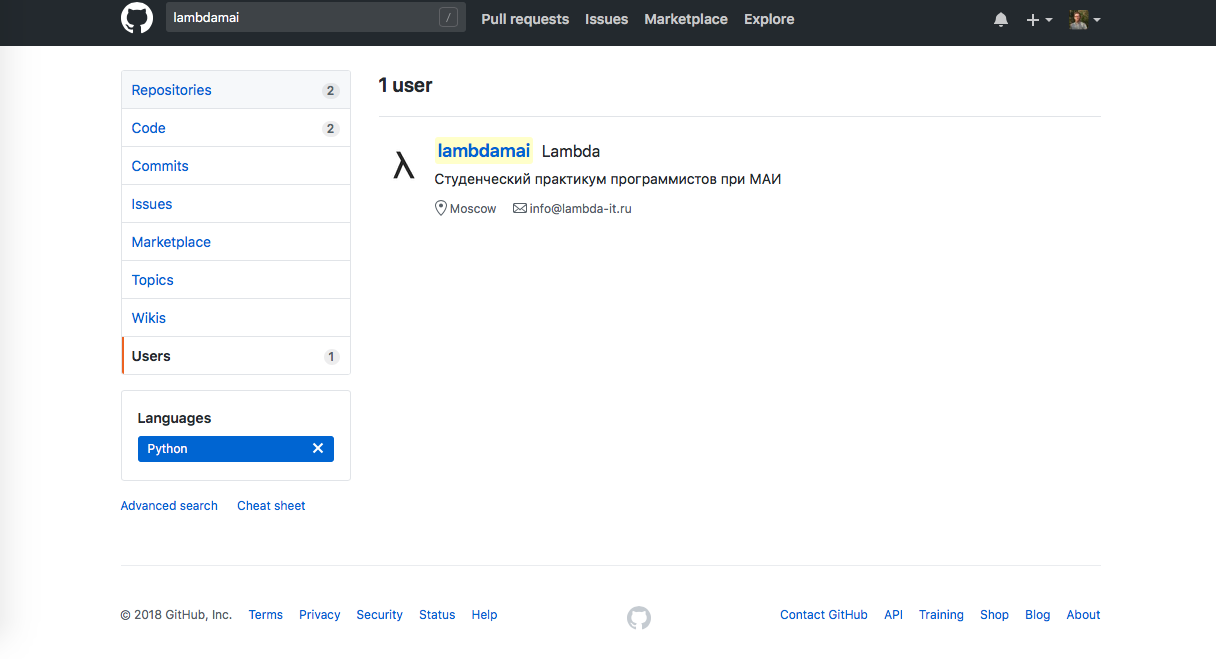 lambdamai /
Pull requests Issues Marketplace Explore
Repositories 2
Code 2
Commits
Issues
Marketplace
Topics
Wikis
Users 1
Languages
Python
Advanced search Cheat sheet
1 user
λ
lambdamai Lambda
Студенческий практикум программистов при МАИ
Moscow info@lambda-it.ru
© 2018 GitHub, Inc. Terms Privacy Security Status Help
Contact GitHub API Training Shop Blog About